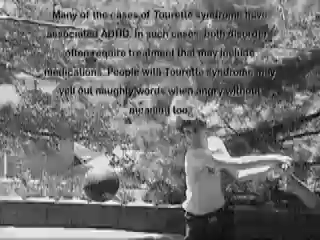 Many of the cases of Tourette syndrome have
associated ADHD. In such cases, both disorders
often require treatment that may include
medications. People with Tourette syndrome may
yell out naughty words when angry without
meaning too.